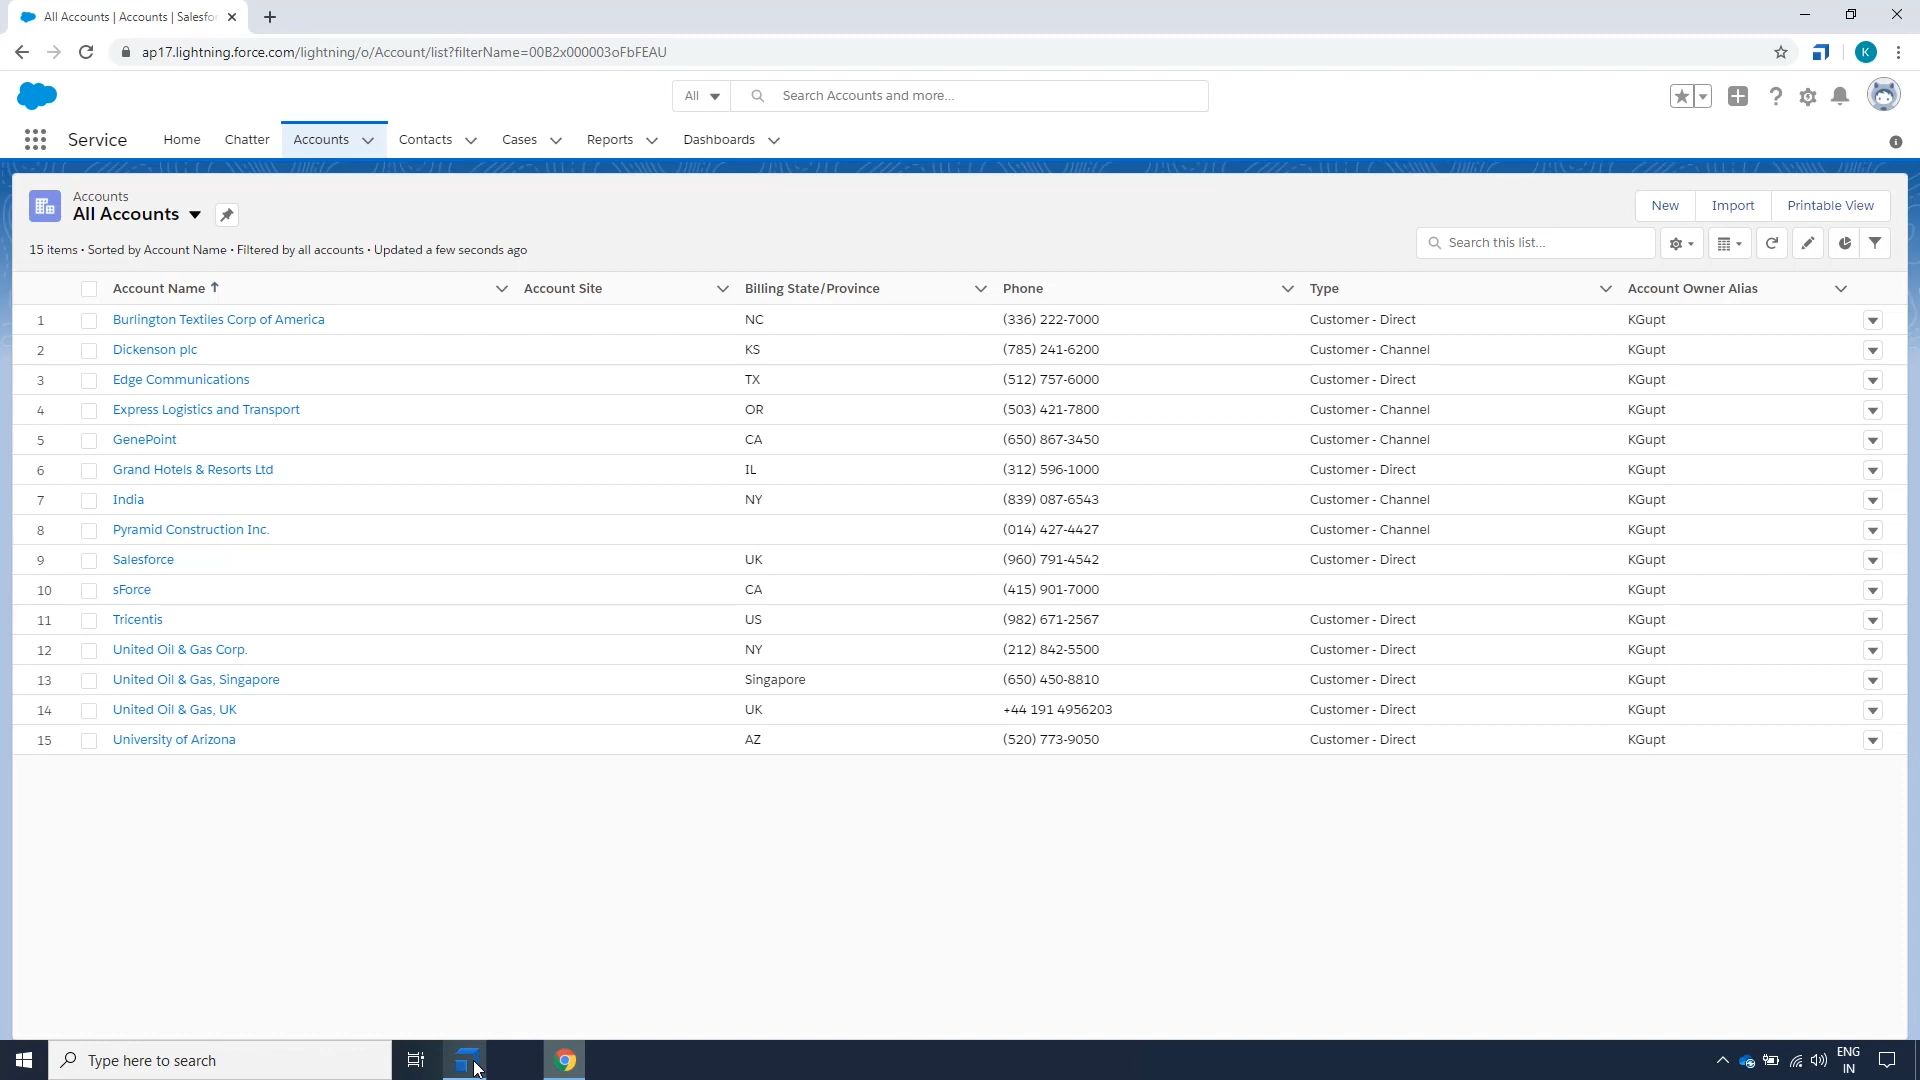 All Accounts | Accounts | Salesfor
ap17.lightning.force.com/lightning/o/Account/list?filterName=00B2x000003oFbFEAU
K
All
Search Accounts and more...
Service
Home
Chatter
Accounts
Contacts
Cases
Reports
Dashboards
Accounts
All Accounts
New
Import
Printable View
15 items • Sorted by Account Name • Filtered by all accounts • Updated a few seconds ago
Search this list...
Account Name Account Site Billing State/Province Phone Type Account Owner Alias
1 Burlington Textiles Corp of America NC (336) 222-7000 Customer - Direct KGupt
2 Dickenson plc KS (785) 241-6200 Customer - Channel KGupt
3 Edge Communications TX (512) 757-6000 Customer - Direct KGupt
4 Express Logistics and Transport OR (503) 421-7800 Customer - Channel KGupt
5 GenePoint CA (650) 867-3450 Customer - Channel KGupt
6 Grand Hotels & Resorts Ltd IL (312) 596-1000 Customer - Direct KGupt
7 India NY (839) 087-6543 Customer - Channel KGupt
8 Pyramid Construction Inc. (014) 427-4427 Customer - Channel KGupt
9 Salesforce UK (960) 791-4542 Customer - Direct KGupt
10 sForce CA (415) 901-7000 KGupt
11 Tricentis US (982) 671-2567 Customer - Direct KGupt
12 United Oil & Gas Corp. NY (212) 842-5500 Customer - Direct KGupt
13 United Oil & Gas, Singapore Singapore (650) 450-8810 Customer - Direct KGupt
14 United Oil & Gas, UK UK +44 191 4956203 Customer - Direct KGupt
15 University of Arizona AZ (520) 773-9050 Customer - Direct KGupt
Type here to search
ENG
IN